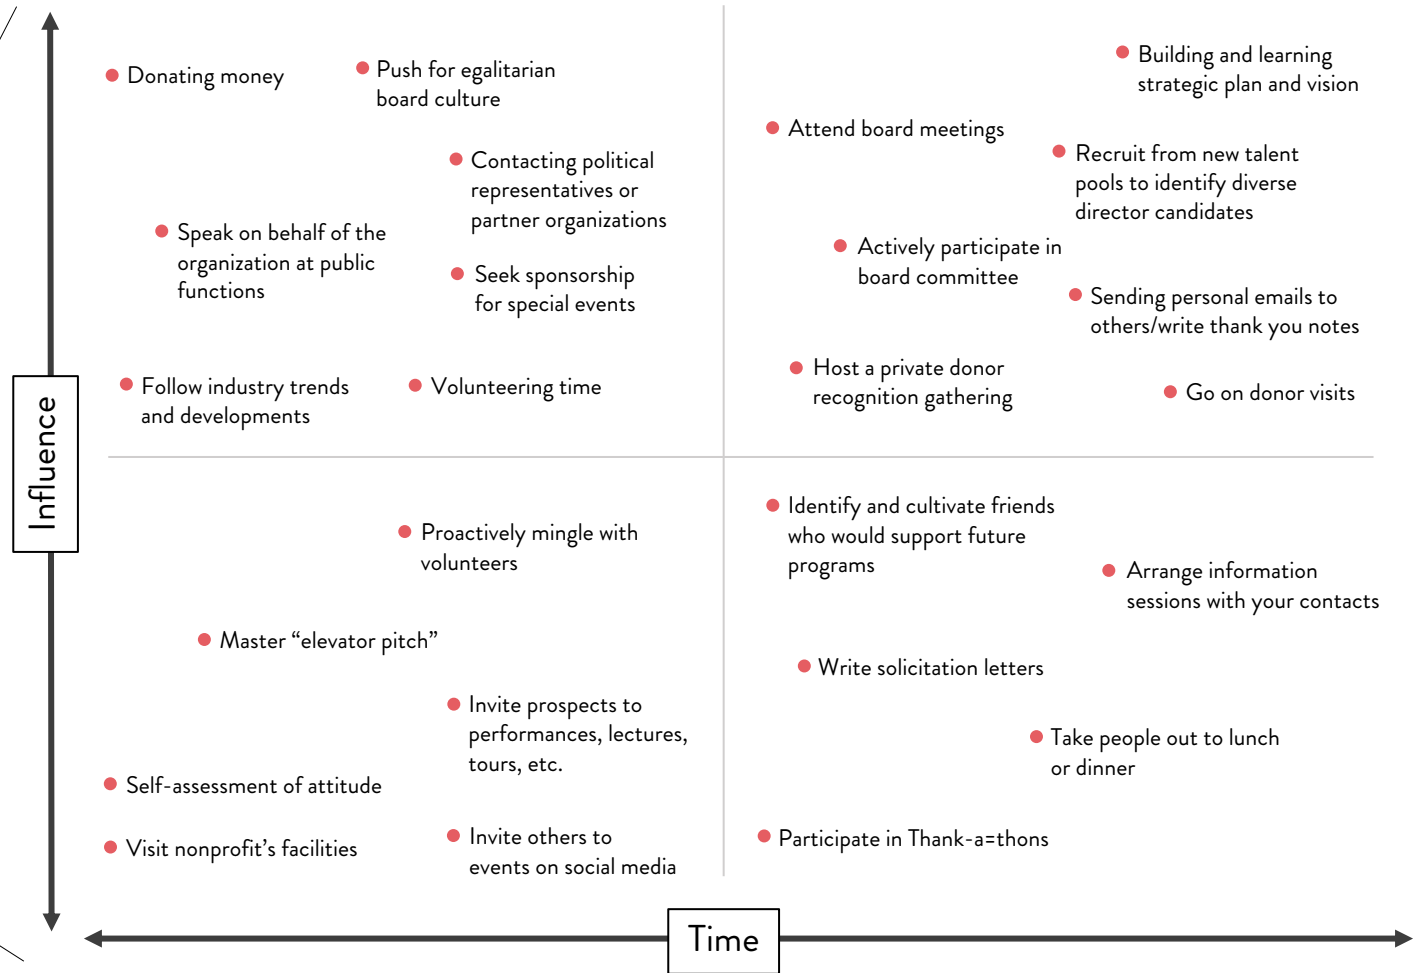 Donating money
Push for egalitarian
board culture
Contacting political
representatives or
partner organizations
Speak on behalf of the
organization at public
functions
Seek sponsorship
for special events
Follow industry trends
and developments
Volunteering time
Building and learning
strategic plan and vision
Attend board meetings
Recruit from new talent
pools to identify diverse
director candidates
Actively participate in
board committee
Sending personal emails to
others/write thank you notes
Host a private donor
recognition gathering
Go on donor visits
Influence
Proactively mingle with
volunteers
Master “elevator pitch”
Invite prospects to
performances, lectures,
tours, etc.
Self-assessment of attitude
Visit nonprofit’s facilities
Invite others to
events on social media
Identify and cultivate friends
who would support future
programs
Arrange information
sessions with your contacts
Write solicitation letters
Take people out to lunch
or dinner
Participate in Thank-a=thons
Time